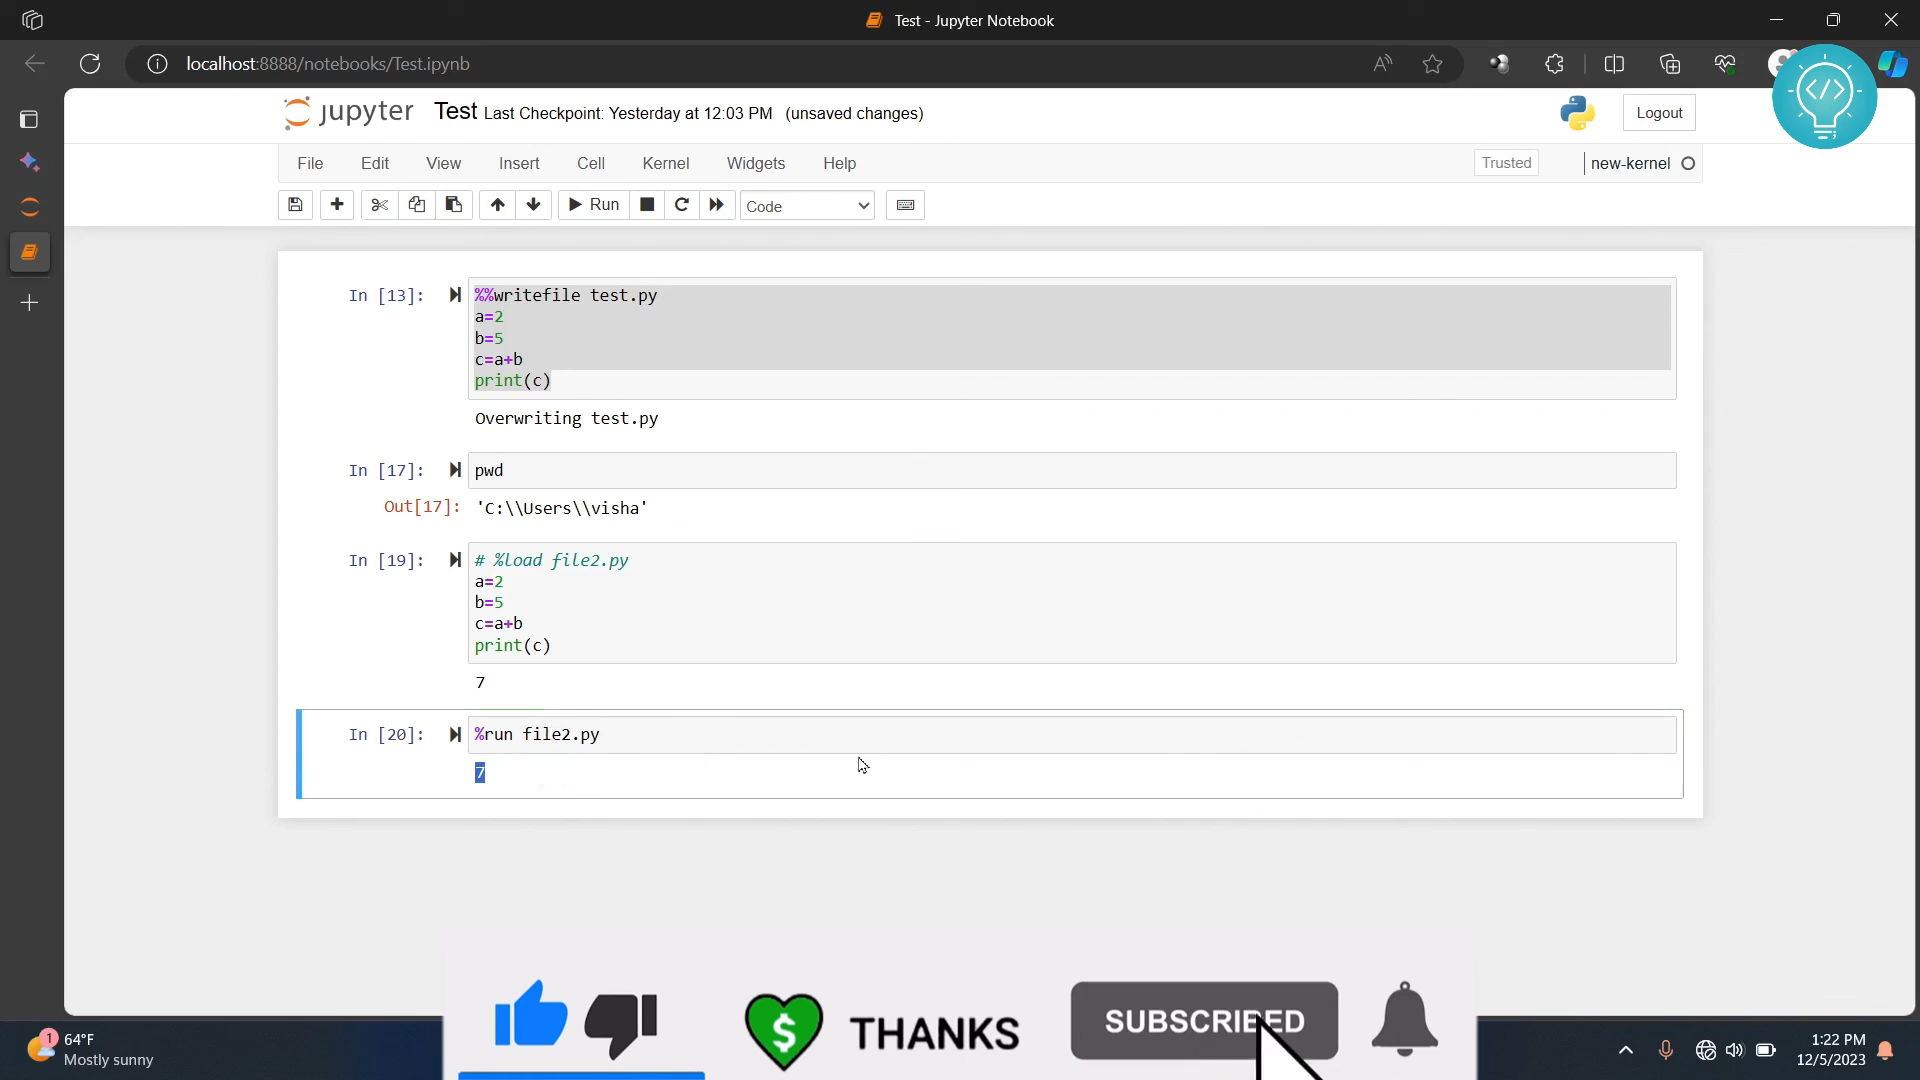 Test - Jupyter Notebook
localhost:8888/notebooks/Test.ipynb
jupyter Test Last Checkpoint: Yesterday at 12:03 PM (unsaved changes)
Logout
File Edit View Insert Cell Kernel Widgets Help
Trusted
new-kernel
Run
Code
In [13]:
%%writefile test.py
a=2
b=5
c=a+b
print(c)
Overwriting test.py
In [17]:
pwd
Out[17]:
'C:\\Users\\visha'
In [19]:
# %load file2.py
a=2
b=5
c=a+b
print(c)
7
In [20]:
%run file2.py
7
THANKS
SUBSCRIBED
1
64°F
Mostly sunny
1:22 PM
12/5/2023